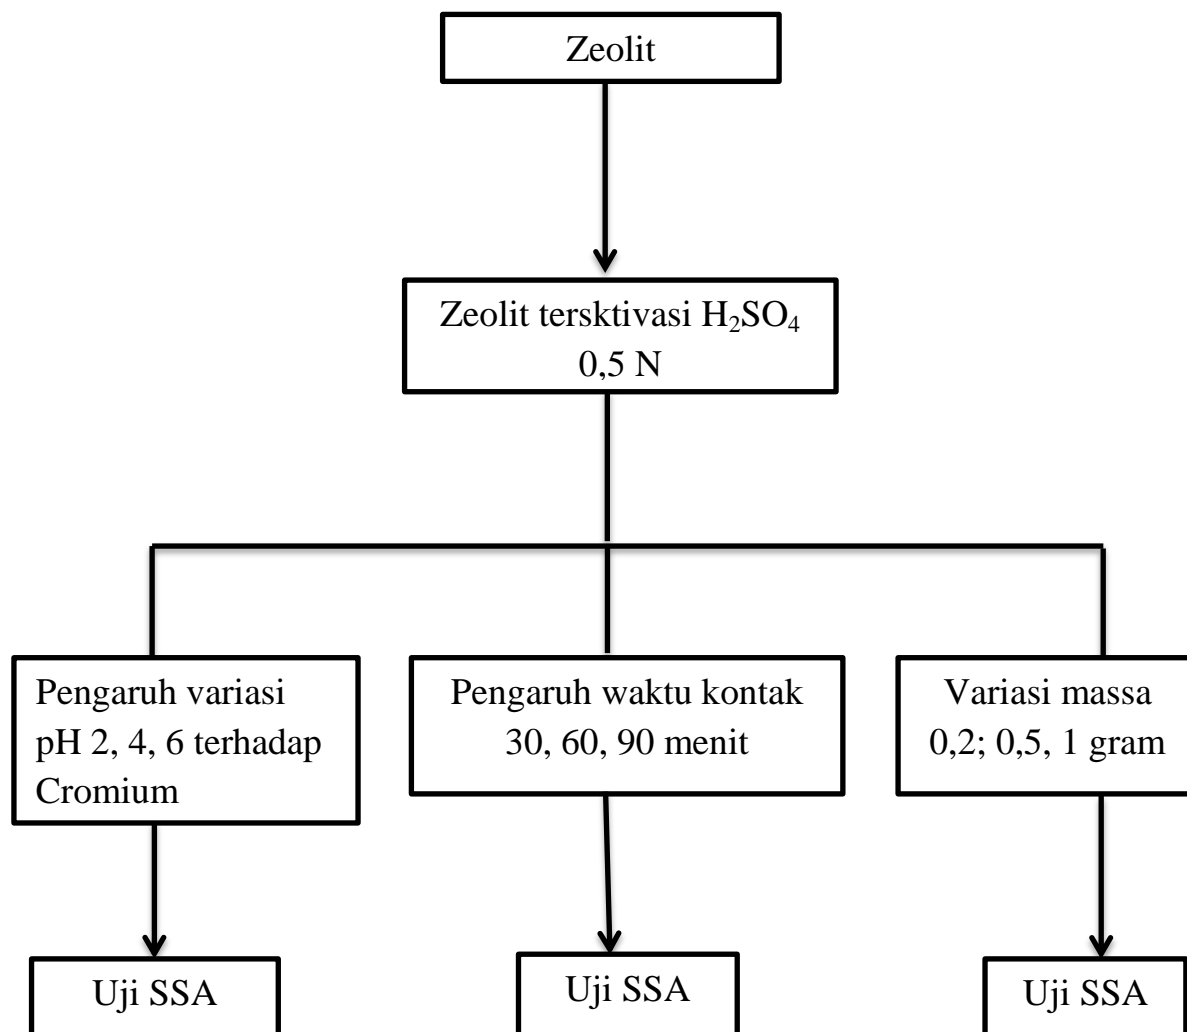 Zeolit
Zeolit tersktivasi H₂SO₄
0,5 N
Pengaruh variasi
pH 2, 4, 6 terhadap
Cromium
Pengaruh waktu kontak
30, 60, 90 menit
Variasi massa
0,2; 0,5, 1 gram
Uji SSA
Uji SSA
Uji SSA